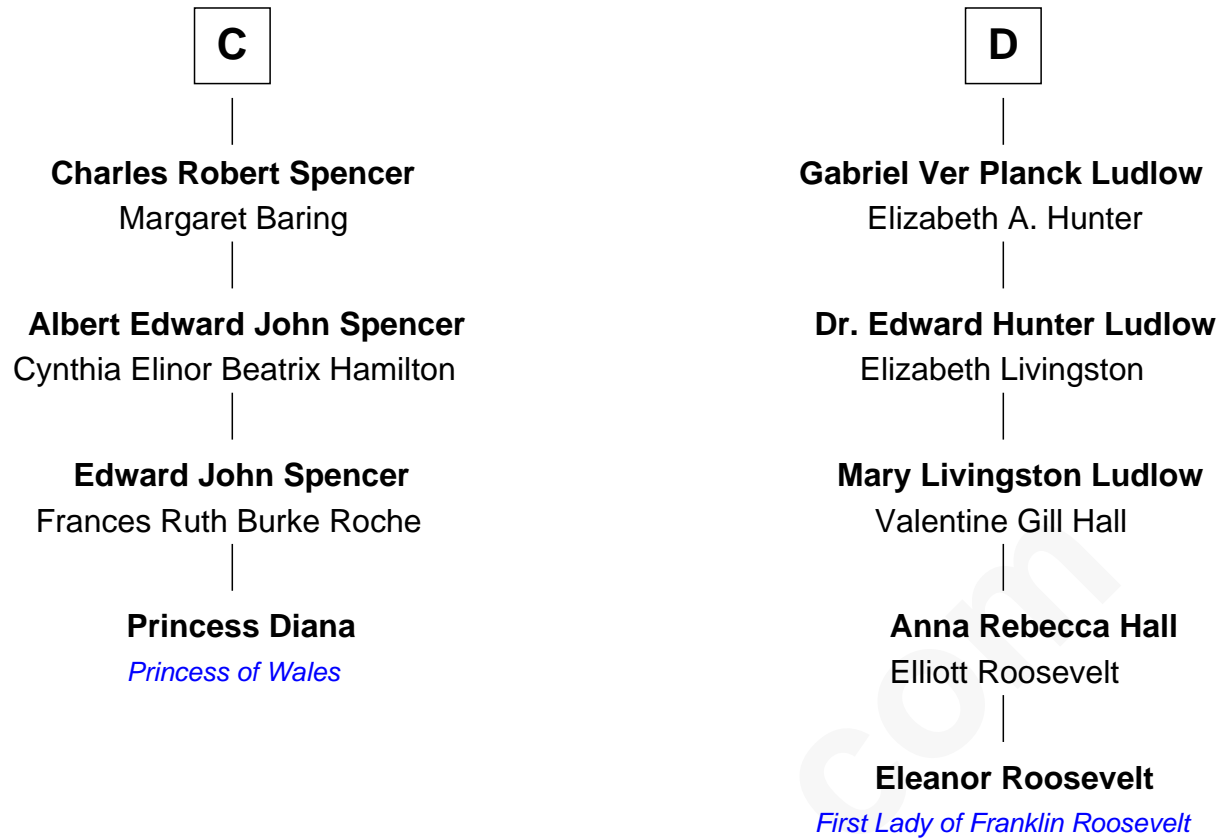 C
Charles Robert Spencer
Margaret Baring
Albert Edward John Spencer
Cynthia Elinor Beatrix Hamilton
Edward John Spencer
Frances Ruth Burke Roche
Princess Diana
Princess of Wales
D
Gabriel Ver Planck Ludlow
Elizabeth A. Hunter
Dr. Edward Hunter Ludlow
Elizabeth Livingston
Mary Livingston Ludlow
Valentine Gill Hall
Anna Rebecca Hall
Elliott Roosevelt
Eleanor Roosevelt
First Lady of Franklin Roosevelt
com